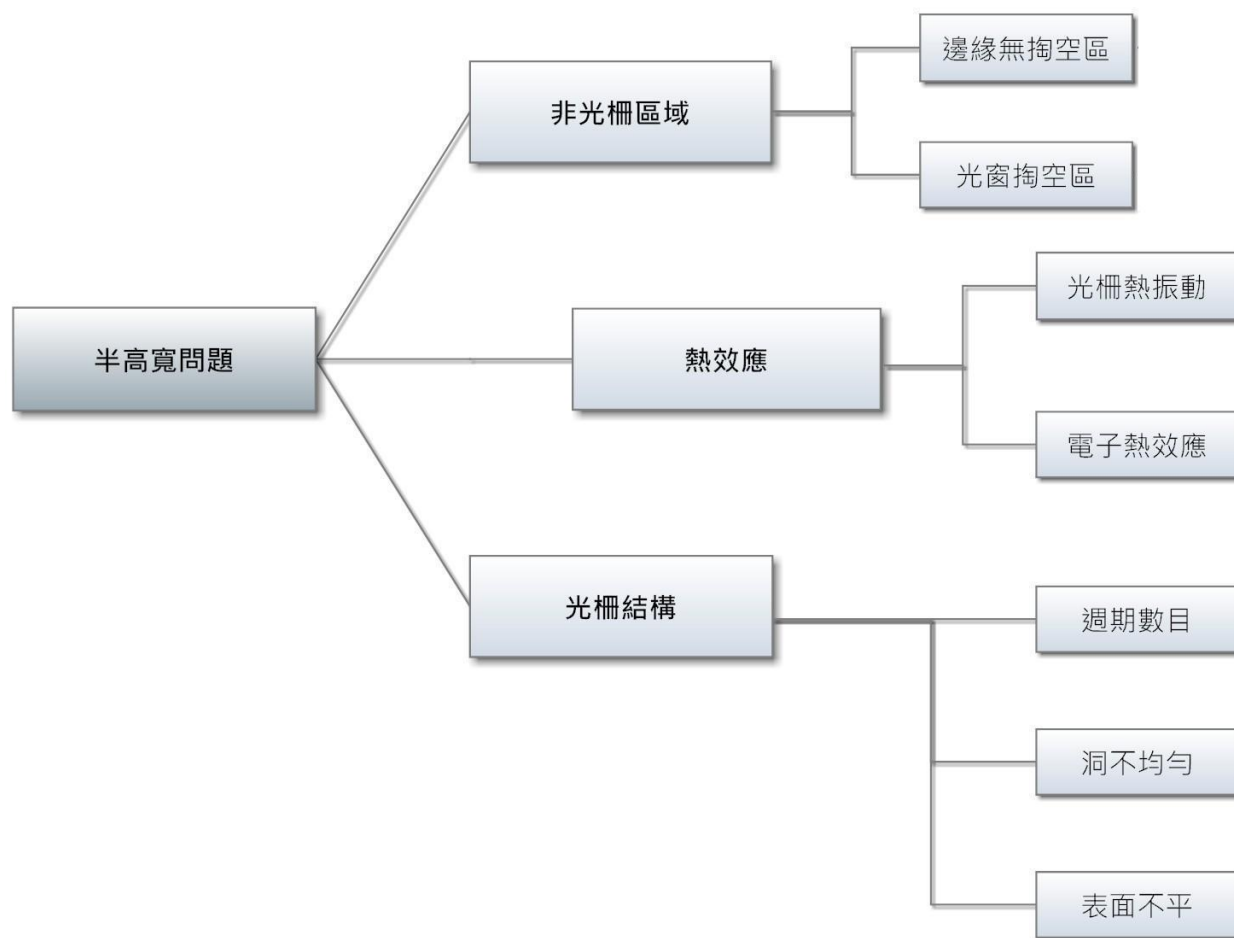 半高寬問題
非光柵區域
邊緣無掏空區
光窗掏空區
熱效應
光柵熱振動
電子熱效應
光柵結構
週期數目
洞不均勻
表面不平